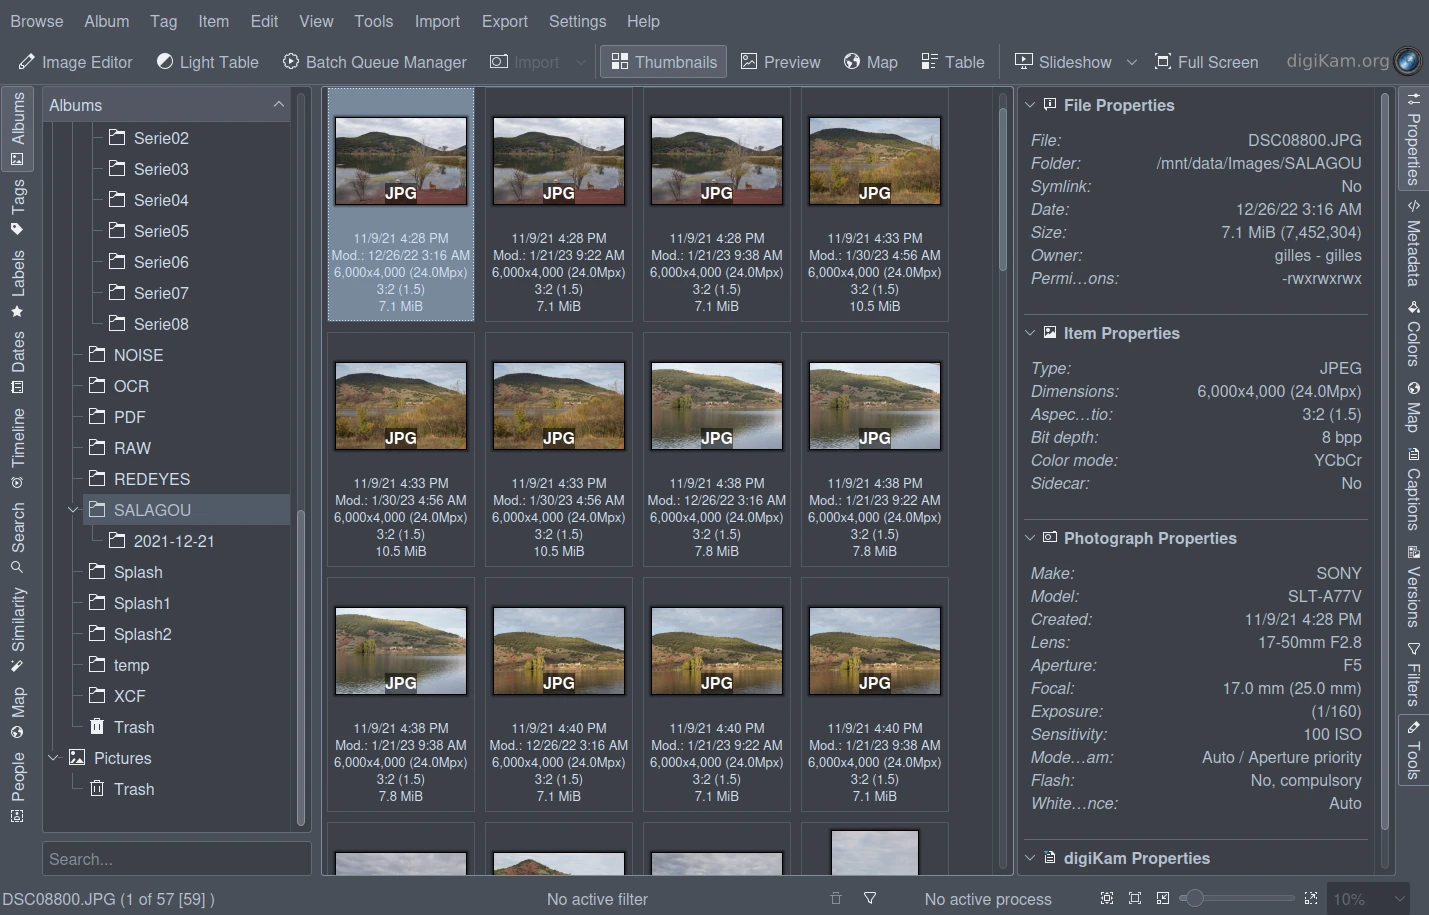 Browse Album Tag Item Edit View Tools Import Export Settings Help
Image Editor Light Table Batch Queue Manager Import Thumbnails Preview Map Table Slideshow Full Screen digiKam.org
Albums
Tags
Labels
Dates
Timeline
Search
Similarity
Map
People
Albums
Serie02
Serie03
Serie04
Serie05
Serie06
Serie07
Serie08
NOISE
OCR
PDF
RAW
REDEYES
SALAGOU
2021-12-21
Splash
Splash1
Splash2
temp
XCF
Trash
Pictures
Trash
Search...
JPG JPG JPG JPG
11/9/21 4:28 PM 11/9/21 4:28 PM 11/9/21 4:28 PM 11/9/21 4:33 PM
Mod.: 12/26/22 3:16 AM Mod.: 1/21/23 9:22 AM Mod.: 1/21/23 9:38 AM Mod.: 1/30/23 4:56 AM
6,000x4,000 (24.0Mpx) 6,000x4,000 (24.0Mpx) 6,000x4,000 (24.0Mpx) 6,000x4,000 (24.0Mpx)
3:2 (1.5) 3:2 (1.5) 3:2 (1.5) 3:2 (1.5)
7.1 MiB 7.1 MiB 7.1 MiB 10.5 MiB
JPG JPG JPG JPG
11/9/21 4:33 PM 11/9/21 4:33 PM 11/9/21 4:38 PM 11/9/21 4:38 PM
Mod.: 1/30/23 4:56 AM Mod.: 1/30/23 4:56 AM Mod.: 12/26/22 3:16 AM Mod.: 1/21/23 9:22 AM
6,000x4,000 (24.0Mpx) 6,000x4,000 (24.0Mpx) 6,000x4,000 (24.0Mpx) 6,000x4,000 (24.0Mpx)
3:2 (1.5) 3:2 (1.5) 3:2 (1.5) 3:2 (1.5)
10.5 MiB 10.5 MiB 7.8 MiB 7.8 MiB
JPG JPG JPG JPG
11/9/21 4:38 PM 11/9/21 4:40 PM 11/9/21 4:40 PM 11/9/21 4:40 PM
Mod.: 1/21/23 9:38 AM Mod.: 12/26/22 3:16 AM Mod.: 1/21/23 9:22 AM Mod.: 1/21/23 9:38 AM
6,000x4,000 (24.0Mpx) 6,000x4,000 (24.0Mpx) 6,000x4,000 (24.0Mpx) 6,000x4,000 (24.0Mpx)
3:2 (1.5) 3:2 (1.5) 3:2 (1.5) 3:2 (1.5)
7.8 MiB 7.1 MiB 7.1 MiB 7.1 MiB
File Properties
File: DSC08800.JPG
Folder: /mnt/data/Images/SALAGOU
Symlink: No
Date: 12/26/22 3:16 AM
Size: 7.1 MiB (7,452,304)
Owner: gilles - gilles
Permi...ons: -rwxrwxrwx
Item Properties
Type: JPEG
Dimensions: 6,000x4,000 (24.0Mpx)
Aspec...tio: 3:2 (1.5)
Bit depth: 8 bpp
Color mode: YCbCr
Sidecar: No
Photograph Properties
Make: SONY
Model: SLT-A77V
Created: 11/9/21 4:28 PM
Lens: 17-50mm F2.8
Aperture: F5
Focal: 17.0 mm (25.0 mm)
Exposure: (1/160)
Sensitivity: 100 ISO
Mode...am: Auto / Aperture priority
Flash: No, compulsory
White...nce: Auto
digiKam Properties
Properties
Metadata
Colors
Map
Captions
Versions
Filters
Tools
DSC08800.JPG (1 of 57 [59] ) No active filter No active process 10%